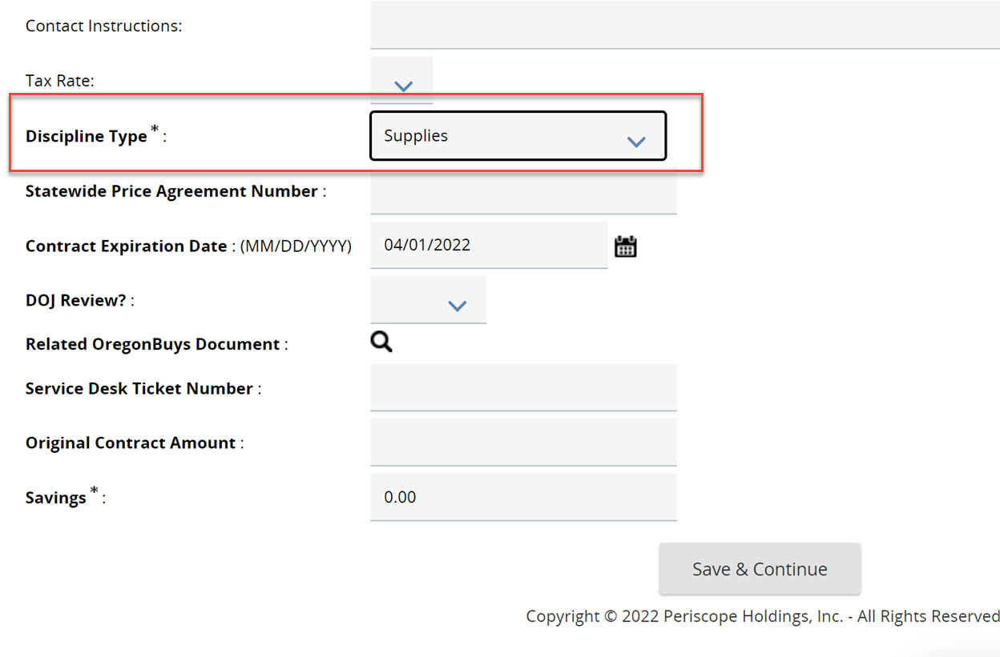 Contact Instructions:
Tax Rate:
Discipline Type * : Supplies
Statewide Price Agreement Number :
Contract Expiration Date : (MM/DD/YYYY) 04/01/2022
DOJ Review? :
Related OregonBuys Document :
Service Desk Ticket Number :
Original Contract Amount :
Savings * : 0.00
Save & Continue
Copyright © 2022 Periscope Holdings, Inc. - All Rights Reserved